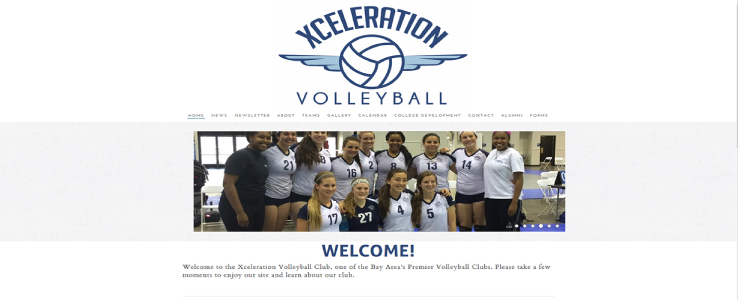 XCELERATION
VOLLEYBALL
HOME NEWS NEWSLETTER ABOUT TEAMS GALLERY CALENDAR COLLEGE DEVELOPMENT CONTACT ALUMNI FORMS
21 8 16 2 8 13 14
17 27 4 5
WELCOME!
Welcome to the Xceleration Volleyball Club, one of the Bay Area's Premier Volleyball Clubs. Please take a few
moments to enjoy our site and learn about our club.